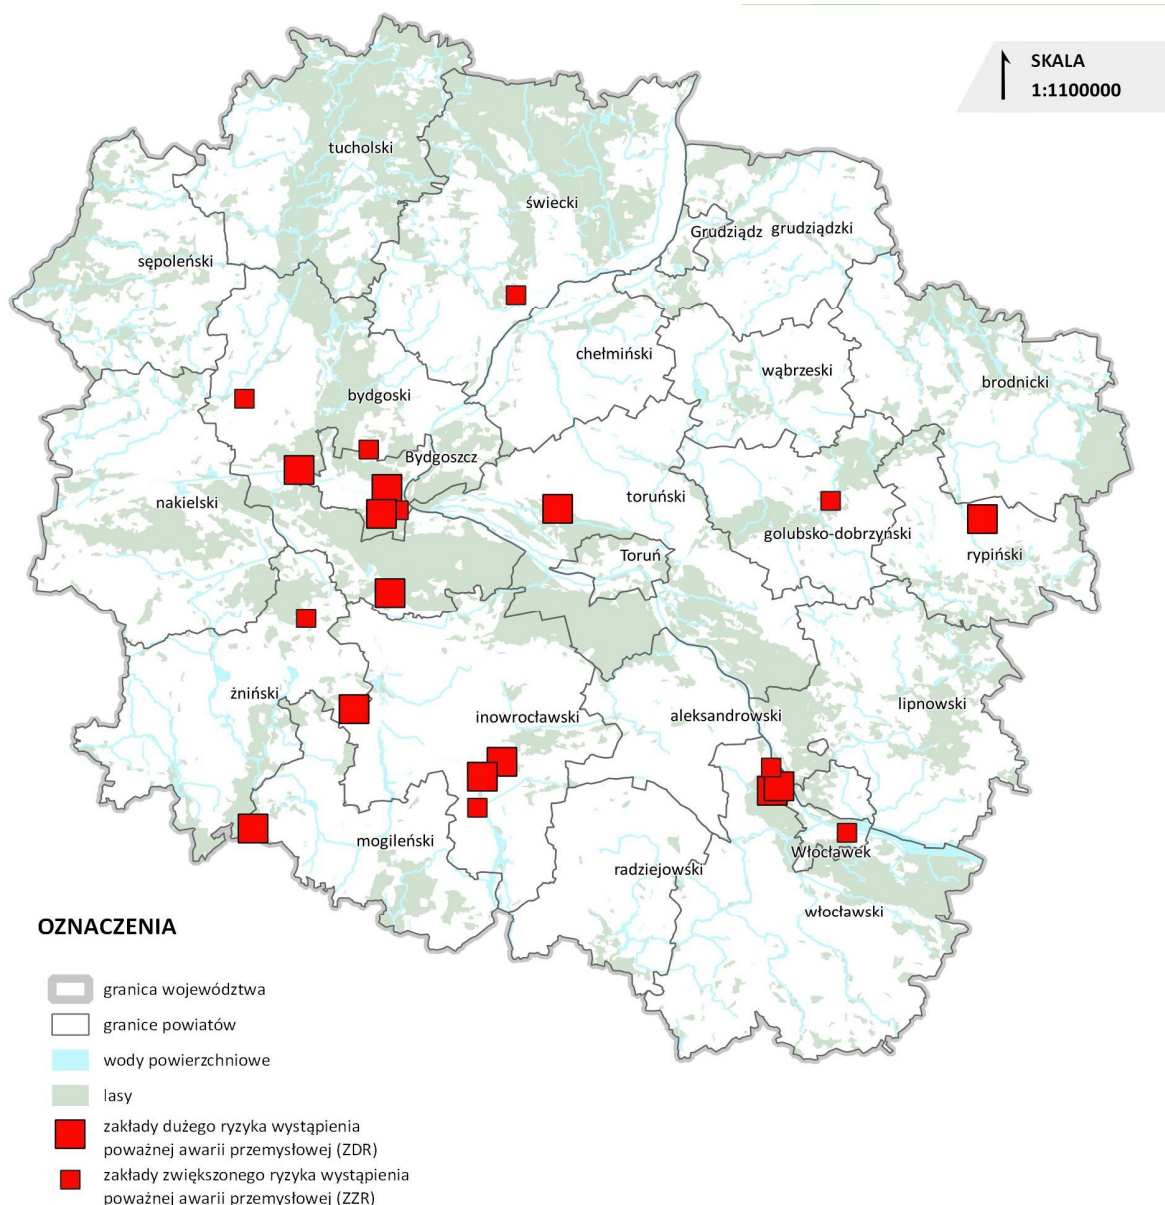 SKALA
1:1100000
tucholski
świecki
Grudziądz
grudziądzki
sępoleński
chełmiński
wąbrzeski
brodnicki
bydgoski
Bydgoszcz
nakielski
toruński
golubsko-dobrzyński
rypiński
Toruń
żniński
inowrocławski
aleksandrowski
lipnowski
mogileński
Włocławek
radziejowski
włocławski
OZNACZENIA
granica województwa
granice powiatów
wody powierzchniowe
lasy
zakłady dużego ryzyka wystąpienia
poważnej awarii przemysłowej (ZDR)
zakłady zwiększonego ryzyka wystąpienia
poważnej awarii przemysłowej (ZZR)